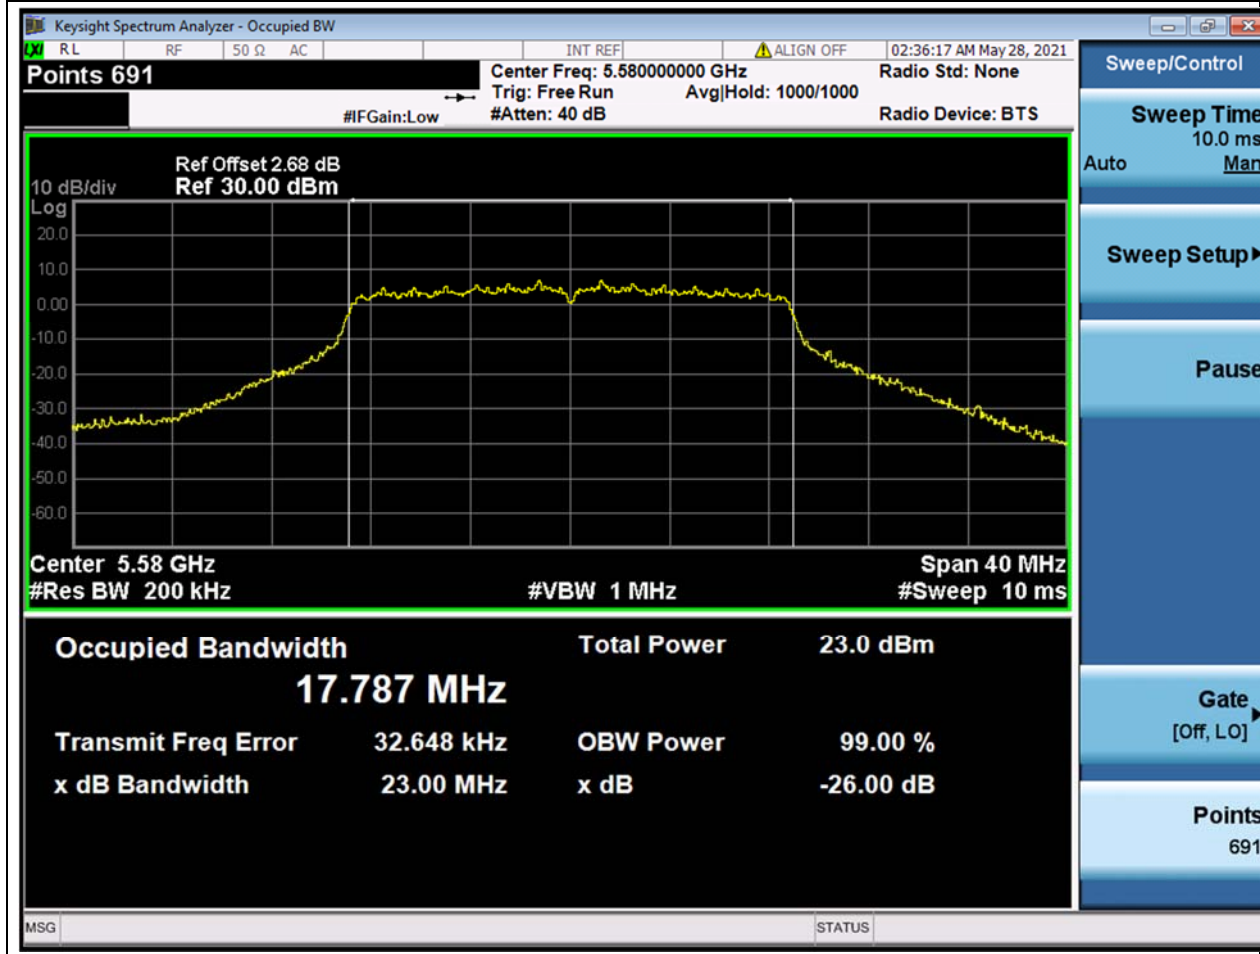 Keysight Spectrum Analyzer - Occupied BW
LXI RL RF 50 Ω AC INT REF ALIGN OFF 02:36:17 AM May 28, 2021
Points 691
Center Freq: 5.580000000 GHz Radio Std: None
Trig: Free Run Avg|Hold: 1000/1000
#IFGain:Low #Atten: 40 dB Radio Device: BTS
Ref Offset 2.68 dB
10 dB/div Ref 30.00 dBm
Log
20.0
10.0
0.00
-10.0
-20.0
-30.0
-40.0
-50.0
-60.0
Center 5.58 GHz Span 40 MHz
#Res BW 200 kHz #VBW 1 MHz #Sweep 10 ms
Occupied Bandwidth Total Power 23.0 dBm
17.787 MHz
Transmit Freq Error 32.648 kHz OBW Power 99.00 %
x dB Bandwidth 23.00 MHz x dB -26.00 dB
MSG STATUS
Sweep/Control
Sweep Time
10.0 ms
Auto Man
Sweep Setup
Pause
Gate
[Off, LO]
Points
691